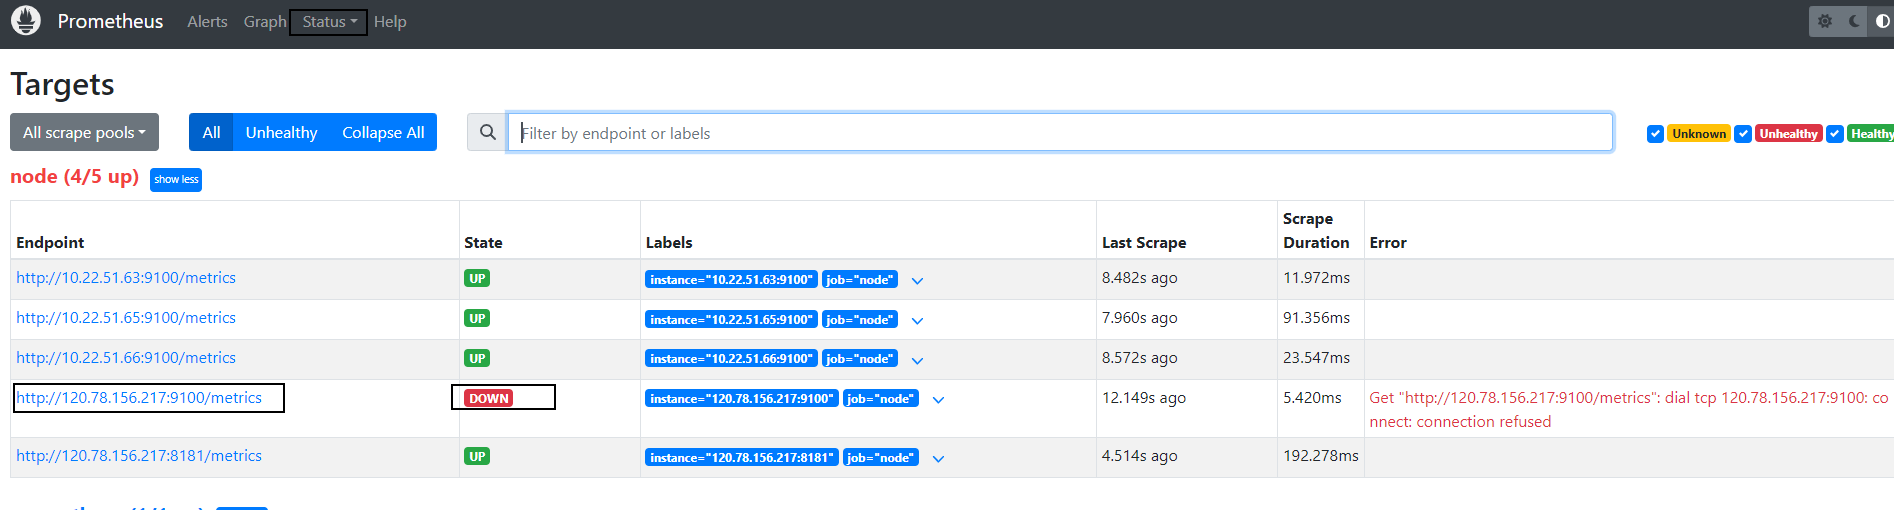 Prometheus Alerts Graph Status Help
Targets
All scrape pools All Unhealthy Collapse All Filter by endpoint or labels Unknown Unhealthy Healthy
node (4/5 up) show less
Endpoint State Labels Last Scrape Scrape Duration Error
http://10.22.51.63:9100/metrics UP instance="10.22.51.63:9100" job="node" 8.482s ago 11.972ms
http://10.22.51.65:9100/metrics UP instance="10.22.51.65:9100" job="node" 7.960s ago 91.356ms
http://10.22.51.66:9100/metrics UP instance="10.22.51.66:9100" job="node" 8.572s ago 23.547ms
http://120.78.156.217:9100/metrics DOWN instance="120.78.156.217:9100" job="node" 12.149s ago 5.420ms Get "http://120.78.156.217:9100/metrics": dial tcp 120.78.156.217:9100: co
nnect: connection refused
http://120.78.156.217:8181/metrics UP instance="120.78.156.217:8181" job="node" 4.514s ago 192.278ms